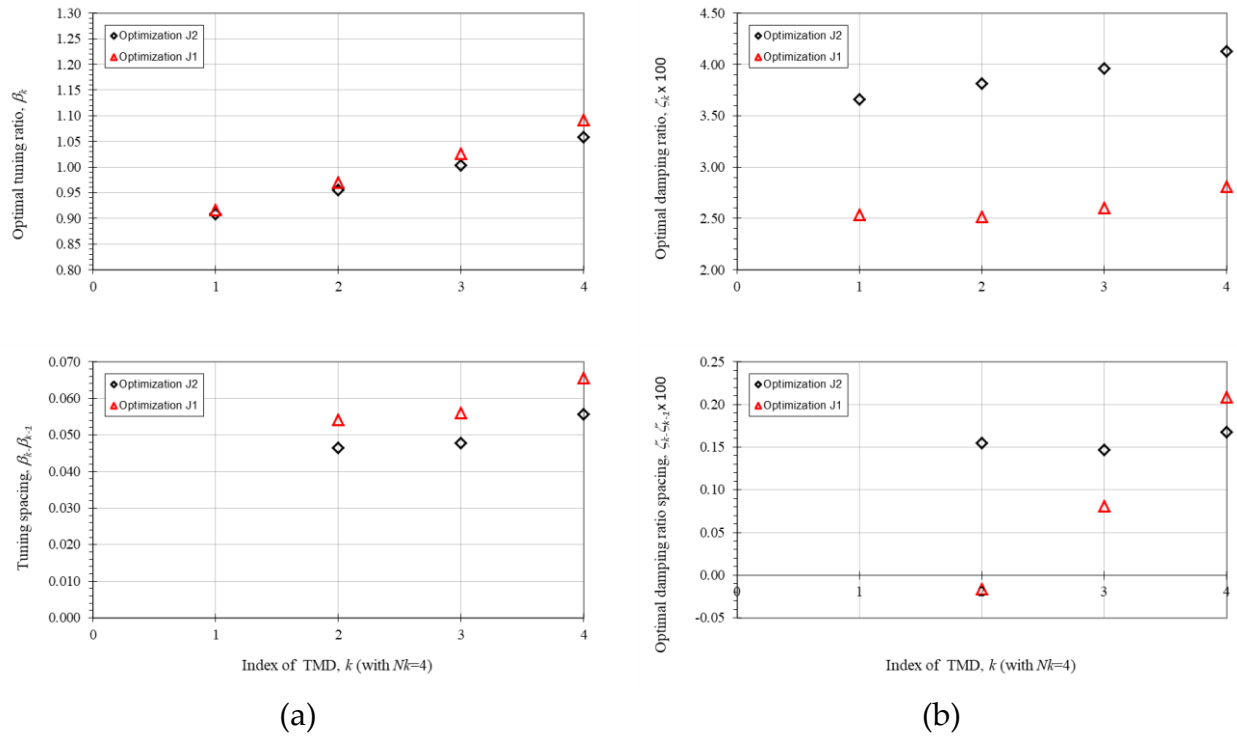 Optimal tuning ratio, βk
1.30
1.25
1.20
1.15
1.10
1.05
1.00
0.95
0.90
0.85
0.80
Optimization J2
Optimization J1
0 1 2 3 4
Optimal damping ratio, ζk x 100
4.50
4.00
3.50
3.00
2.50
2.00
Optimization J2
Optimization J1
0 1 2 3 4
Tuning spacing, βk-βk-1
0.070
0.060
0.050
0.040
0.030
0.020
0.010
0.000
Optimization J2
Optimization J1
0 1 2 3 4
Index of TMD, k (with Nk=4)
Optimal damping ratio spacing, ζk-ζk-1 x 100
0.25
0.20
0.15
0.10
0.05
0.00
-0.05
Optimization J2
Optimization J1
0 1 2 3 4
Index of TMD, k (with Nk=4)
(a)
(b)